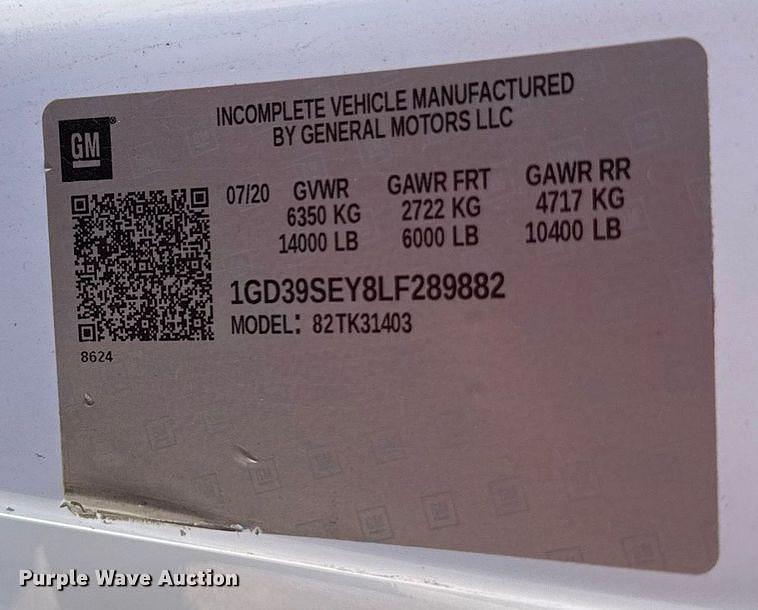 INCOMPLETE VEHICLE MANUFACTURED
BY GENERAL MOTORS LLC
GM
07/20 GVWR GAWR FRT GAWR RR
6350 KG 2722 KG 4717 KG
14000 LB 6000 LB 10400 LB
1GD39SEY8LF289882
MODEL: 82TK31403
8624
Purple Wave Auction